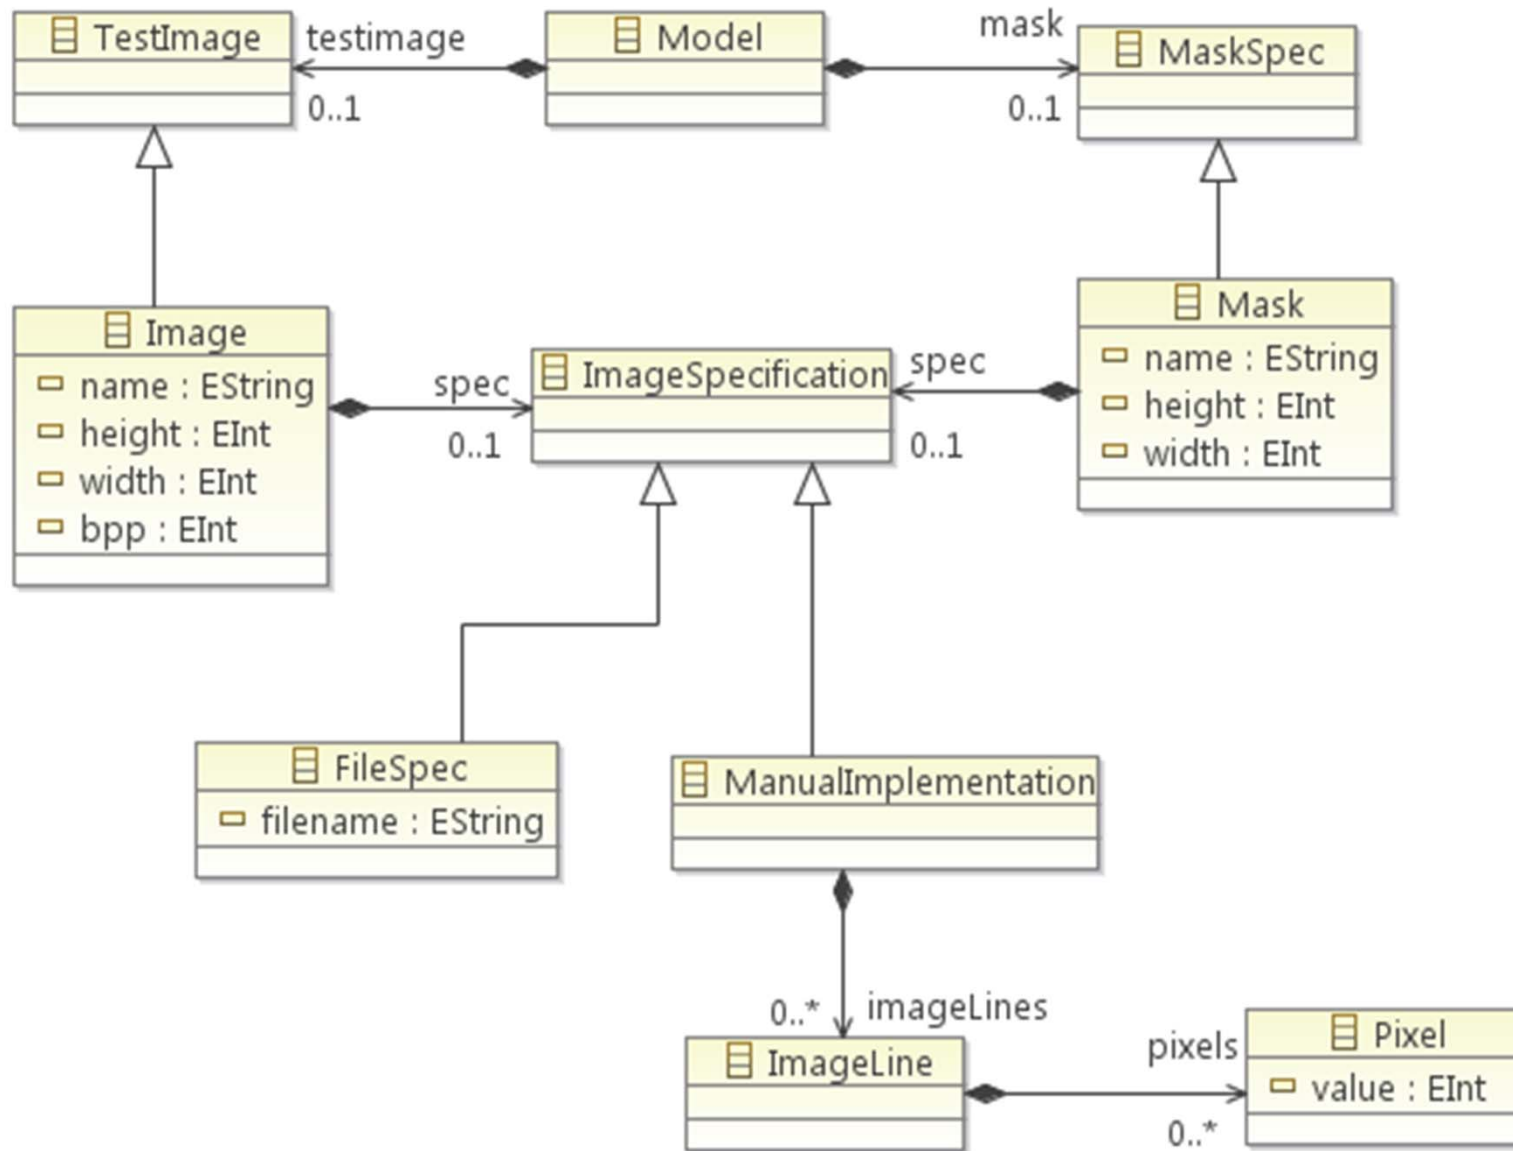 TestImage
testimage
0..1
Model
mask
0..1
MaskSpec
Image
name : EString
height : EInt
width : EInt
bpp : EInt
spec
0..1
ImageSpecification
spec
0..1
Mask
name : EString
height : EInt
width : EInt
FileSpec
filename : EString
ManualImplementation
0..*
imageLines
ImageLine
pixels
0..*
Pixel
value : EInt